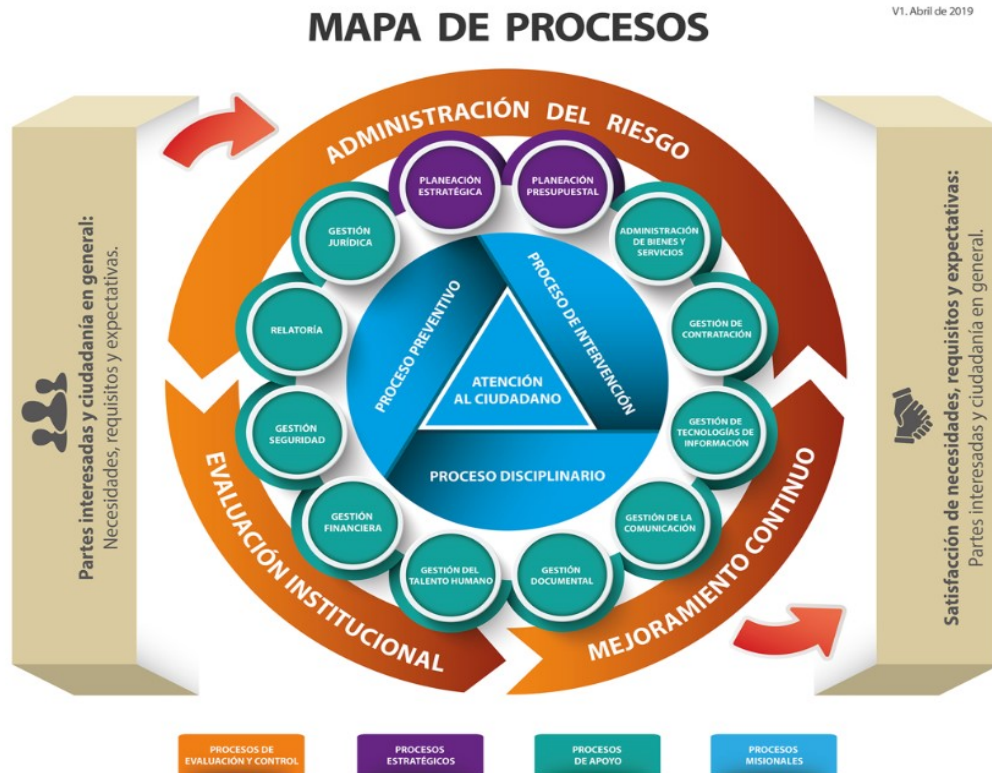 MAPA DE PROCESOS
V1. Abril de 2019
Partes interesadas y ciudadanía en general:
Necesidades, requisitos y expectativas.
ADMINISTRACIÓN DEL RIESGO
PLANEACIÓN
ESTRATÉGICA
PLANEACIÓN
PRESUPUESTAL
GESTIÓN
JURÍDICA
ADMINISTRACIÓN
DE BIENES Y
SERVICIOS
RELATORÍA
GESTIÓN DE
CONTRATACIÓN
GESTIÓN
SEGURIDAD
GESTIÓN DE
TECNOLOGÍAS DE
INFORMACIÓN
GESTIÓN
FINANCIERA
GESTIÓN DE LA
COMUNICACIÓN
GESTIÓN DEL
TALENTO HUMANO
GESTIÓN
DOCUMENTAL
PROCESO PREVENTIVO
PROCESO DE INTERVENCIÓN
ATENCIÓN
AL CIUDADANO
PROCESO DISCIPLINARIO
EVALUACIÓN INSTITUCIONAL
MEJORAMIENTO CONTINUO
Satisfacción de necesidades, requisitos y expectativas:
Partes interesadas y ciudadanía en general.
PROCESOS DE
EVALUACIÓN Y CONTROL
PROCESOS
ESTRATÉGICOS
PROCESOS
DE APOYO
PROCESOS
MISIONALES